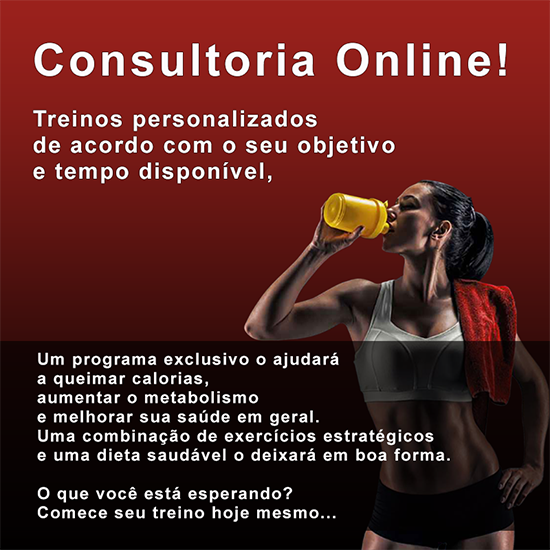 Consultoria Online!
Treinos personalizados
de acordo com o seu objetivo
e tempo disponível,
Um programa exclusivo o ajudará
a queimar calorias,
aumentar o metabolismo
e melhorar sua saúde em geral.
Uma combinação de exercícios estratégicos
e uma dieta saudável o deixará em boa forma.
O que você está esperando?
Comece seu treino hoje mesmo...